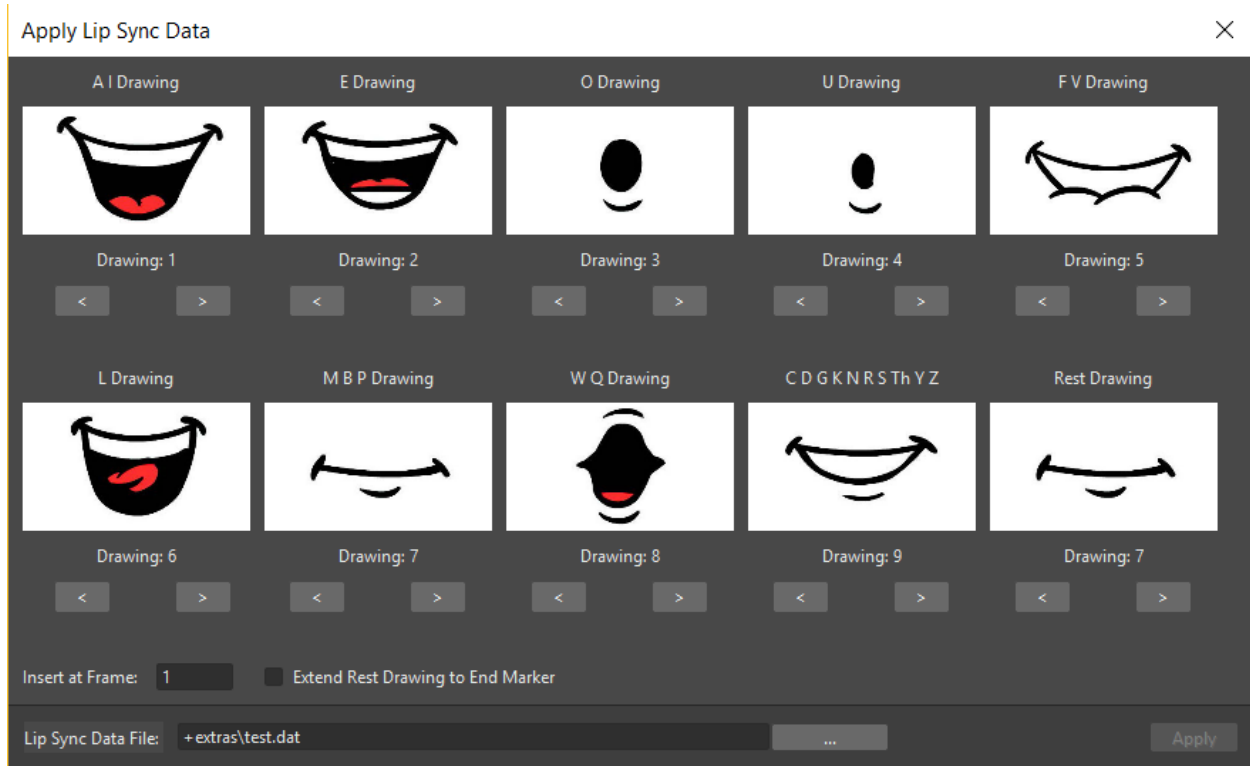 Apply Lip Sync Data
A I Drawing E Drawing O Drawing U Drawing F V Drawing
Drawing: 1 Drawing: 2 Drawing: 3 Drawing: 4 Drawing: 5
< > < > < > < > < >
L Drawing M B P Drawing W Q Drawing C D G K N R S Th Y Z Rest Drawing
Drawing: 6 Drawing: 7 Drawing: 8 Drawing: 9 Drawing: 7
< > < > < > < > < >
Insert at Frame: 1 Extend Rest Drawing to End Marker
Lip Sync Data File: +extras\test.dat ... Apply